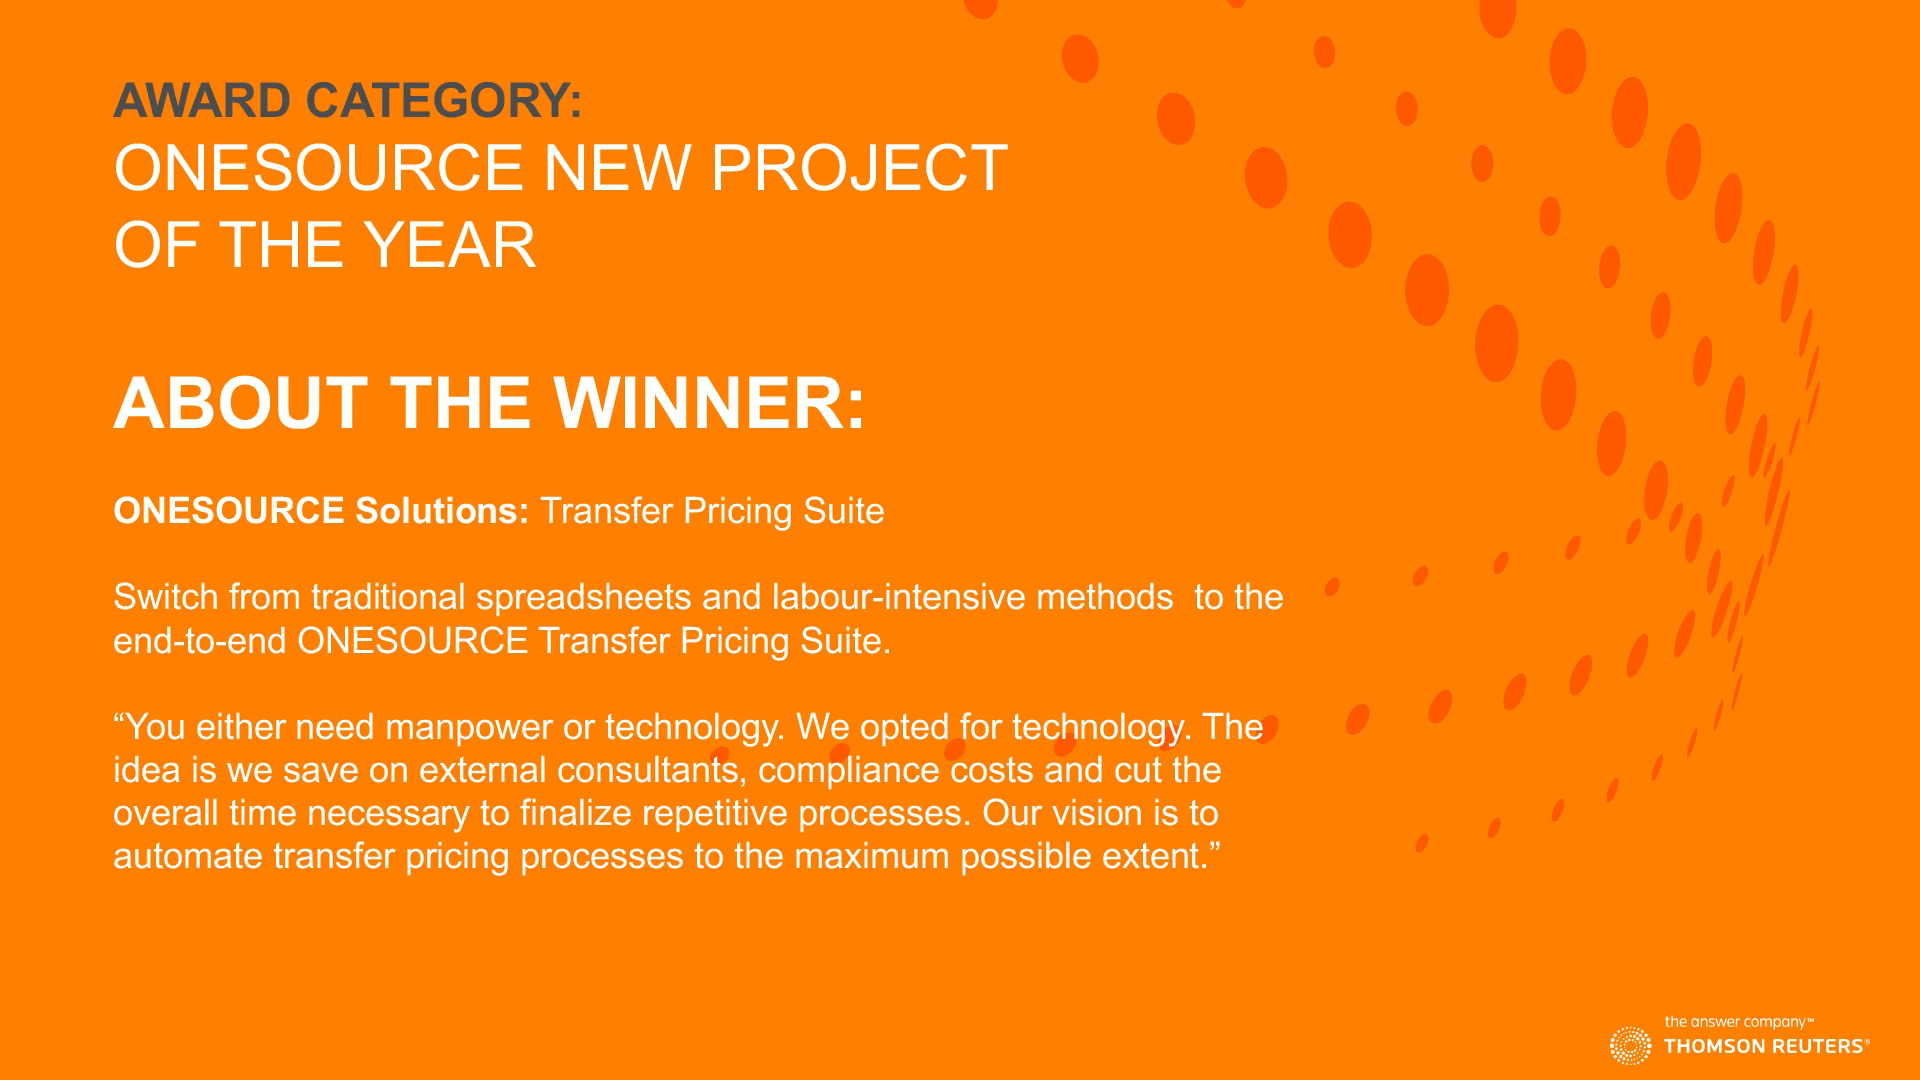 AWARD CATEGORY:
ONESOURCE NEW PROJECT
OF THE YEAR
ABOUT THE WINNER:
ONESOURCE Solutions: Transfer Pricing Suite
Switch from traditional spreadsheets and labour-intensive methods  to the
end-to-end ONESOURCE Transfer Pricing Suite.
“You either need manpower or technology. We opted for technology. The
idea is we save on external consultants, compliance costs and cut the
overall time necessary to finalize repetitive processes. Our vision is to
automate transfer pricing processes to the maximum possible extent.”
the answer company™
THOMSON REUTERS®